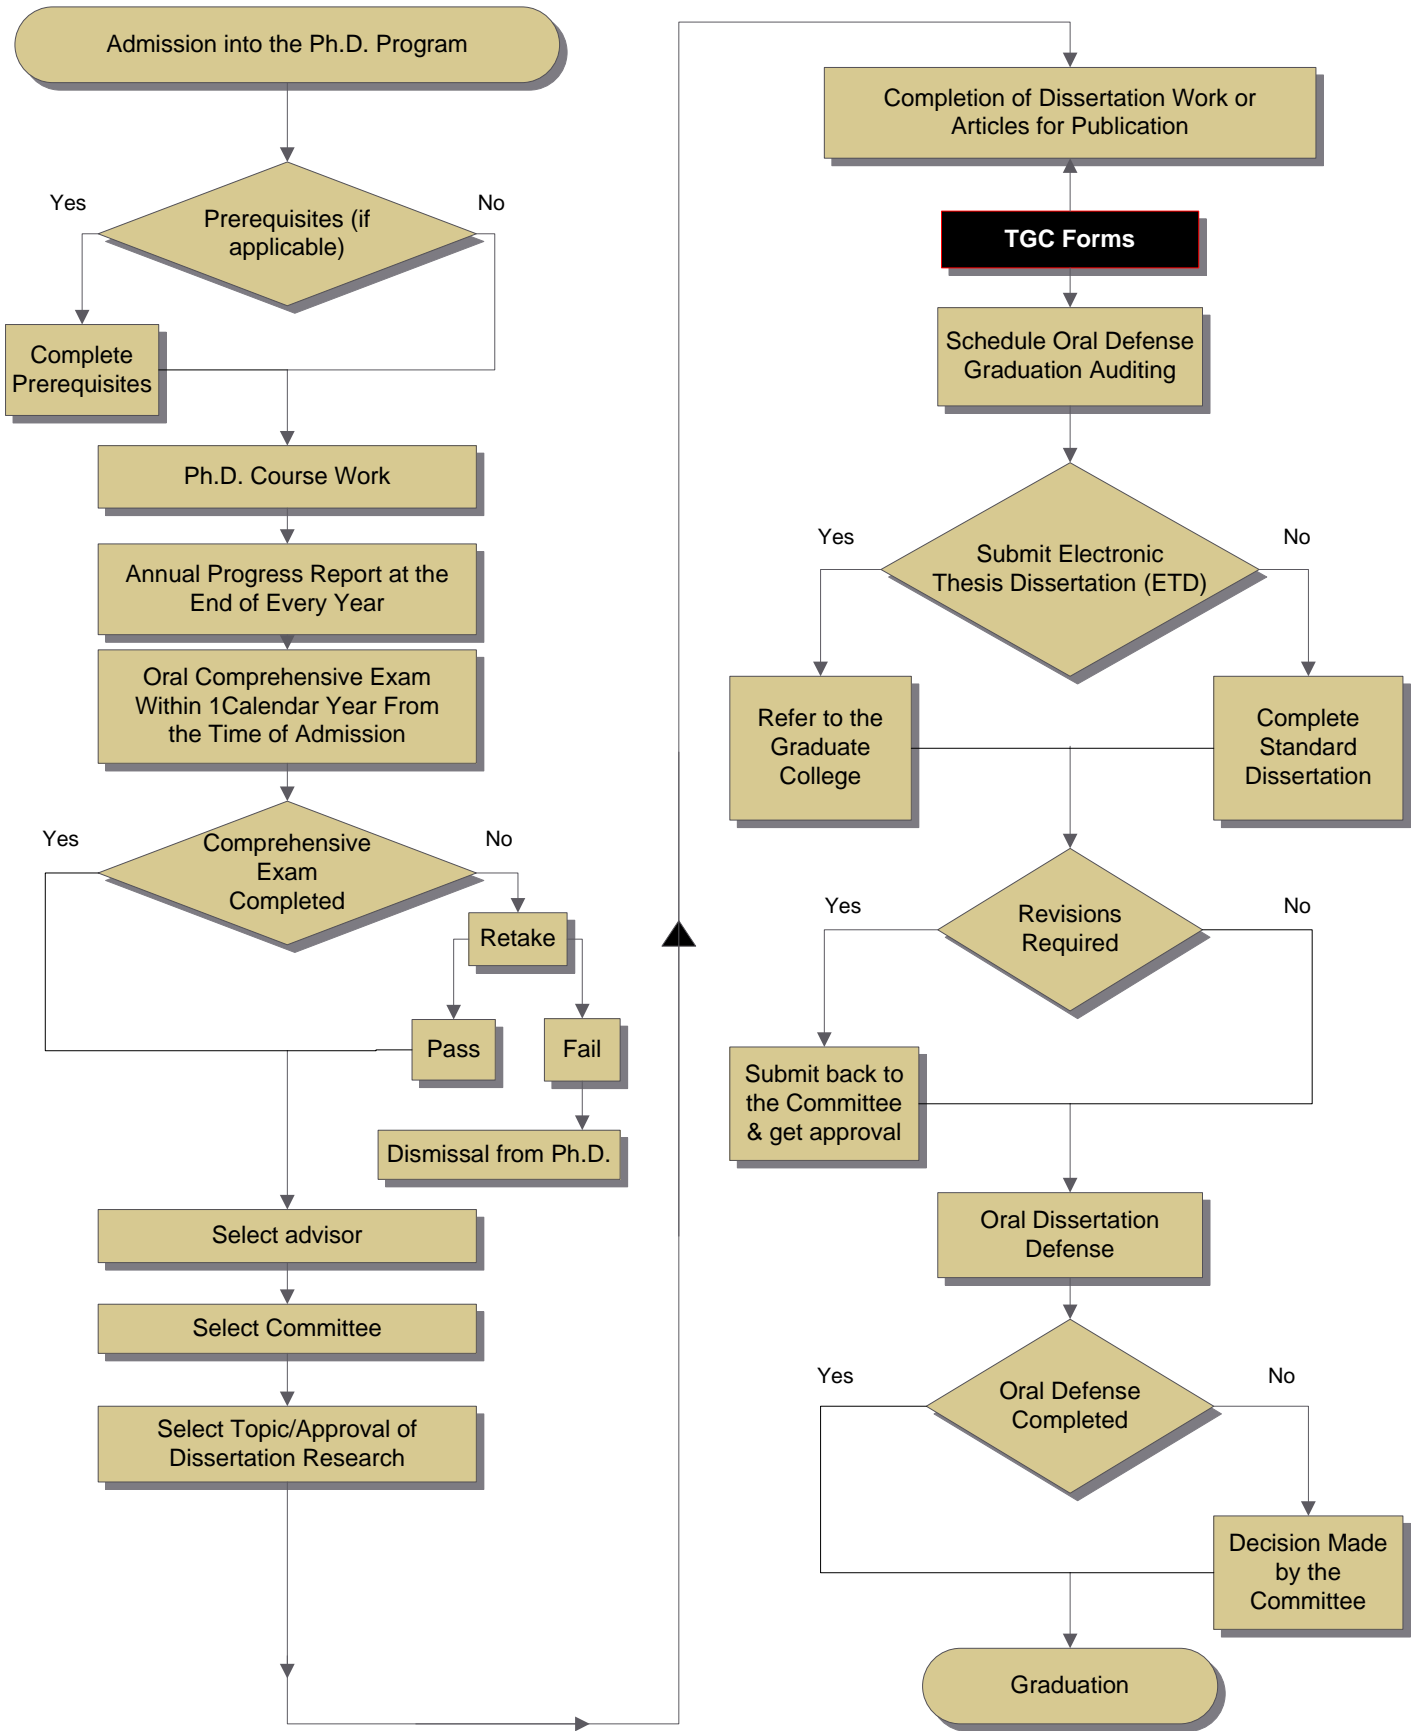 Admission into the Ph.D. Program
Yes
No
Prerequisites (if
applicable)
Complete
Prerequisites
Ph.D. Course Work
Annual Progress Report at the
End of Every Year
Oral Comprehensive Exam
Within 1Calendar Year From
the Time of Admission
Yes
No
Comprehensive
Exam
Completed
Retake
Pass
Fail
Dismissal from Ph.D.
Select advisor
Select Committee
Select Topic/Approval of
Dissertation Research
Completion of Dissertation Work or
Articles for Publication
TGC Forms
Schedule Oral Defense
Graduation Auditing
Yes
No
Submit Electronic
Thesis Dissertation (ETD)
Refer to the
Graduate
College
Complete
Standard
Dissertation
Yes
No
Revisions
Required
Submit back to
the Committee
& get approval
Oral Dissertation
Defense
Yes
No
Oral Defense
Completed
Decision Made
by the
Committee
Graduation